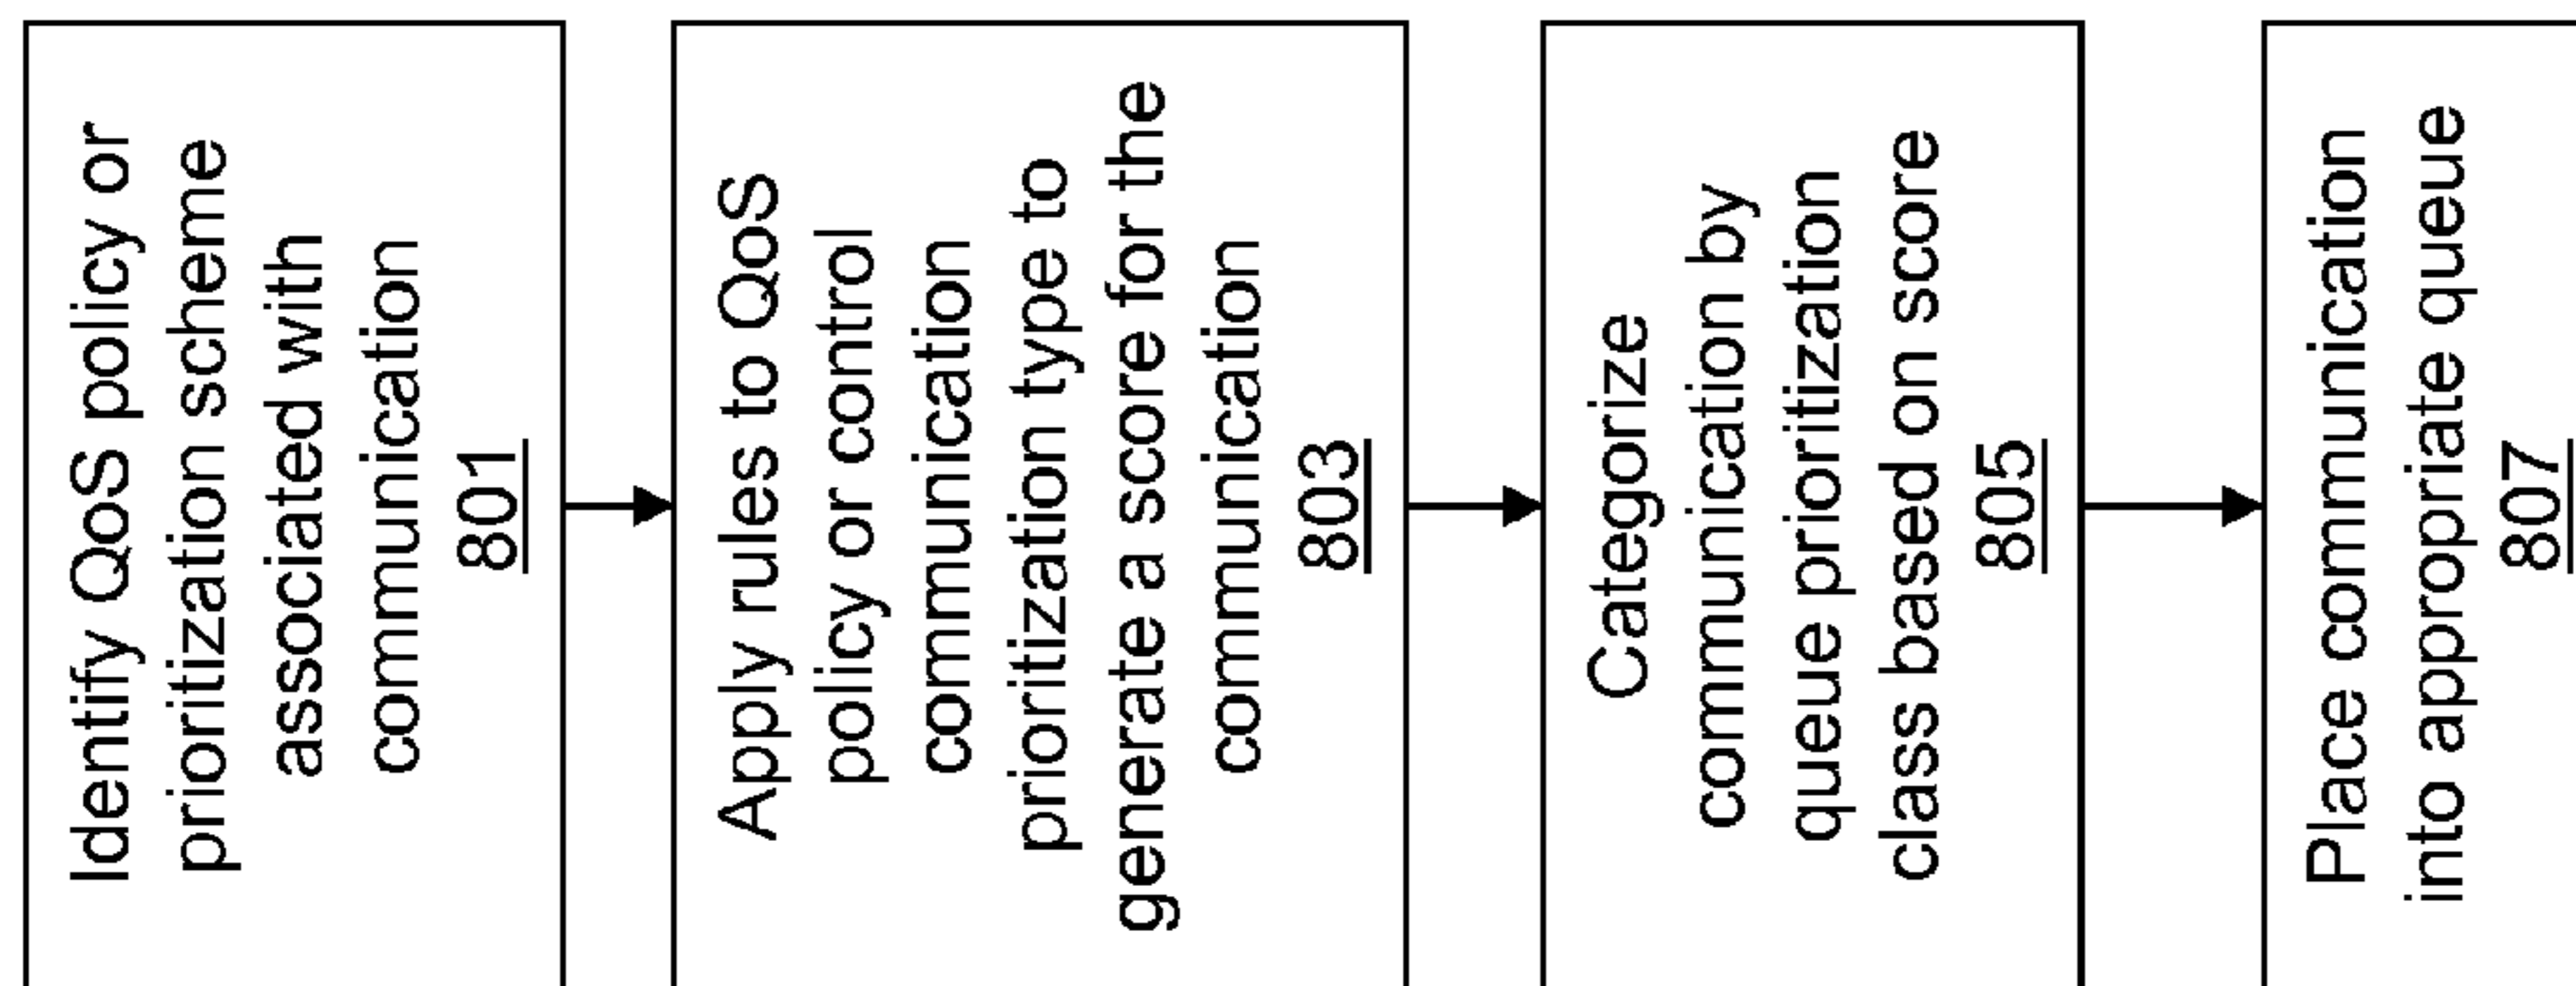 Identify QoS policy or
prioritization scheme
associated with
communication
801
Apply rules to QoS
policy or control
communication
prioritization type to
generate a score for the
communication
803
Categorize
communication by
queue prioritization
class based on score
805
Place communication
into appropriate queue
807